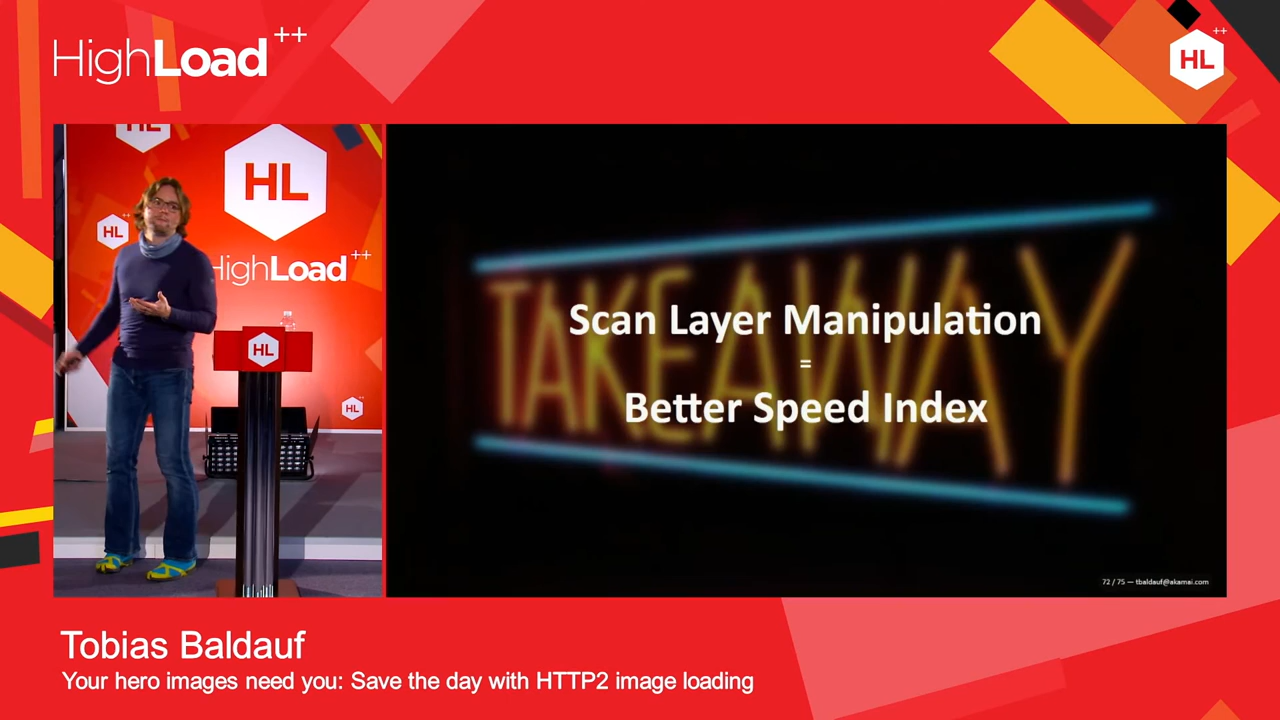 HighLoad++
HL++
HL
HL
HL++
HighLoad++
HL
HL
TAKEAWAY
Scan Layer Manipulation
=
Better Speed Index
72 / 75 — tbaldauf@akamai.com
Tobias Baldauf
Your hero images need you: Save the day with HTTP2 image loading